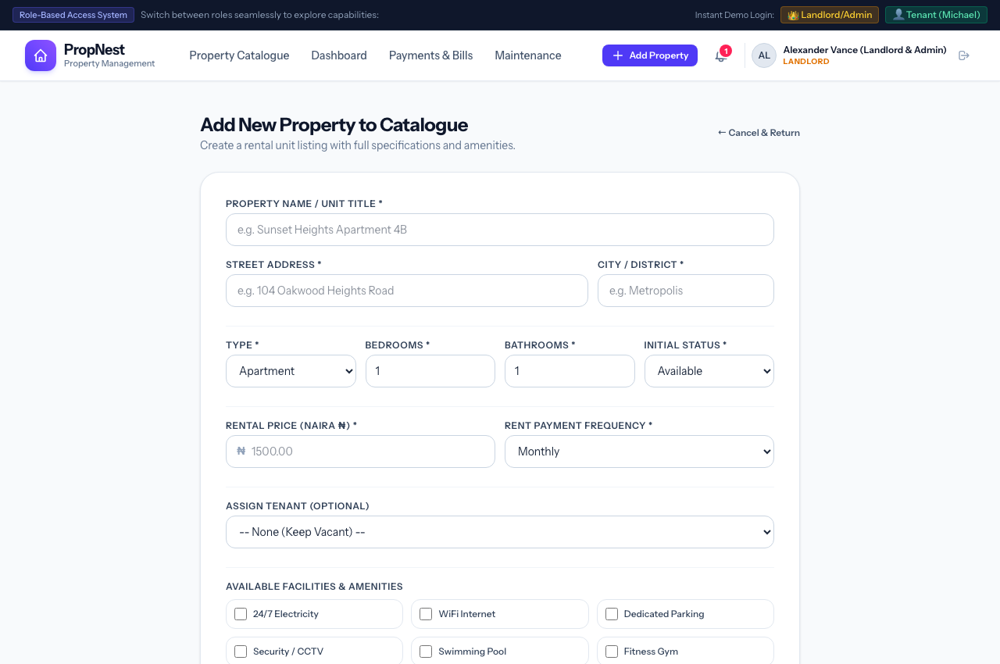 Role-Based Access System Switch between roles seamlessly to explore capabilities: Instant Demo Login: 👑 Landlord/Admin 👤 Tenant (Michael)
PropNest
Property Management
Property Catalogue Dashboard Payments & Bills Maintenance
+ Add Property
1
AL
Alexander Vance (Landlord & Admin)
LANDLORD
Add New Property to Catalogue
Create a rental unit listing with full specifications and amenities.
← Cancel & Return
PROPERTY NAME / UNIT TITLE *
e.g. Sunset Heights Apartment 4B
STREET ADDRESS * CITY / DISTRICT *
e.g. 104 Oakwood Heights Road e.g. Metropolis
TYPE * BEDROOMS * BATHROOMS * INITIAL STATUS *
Apartment 1 1 Available
RENTAL PRICE (NAIRA ₦) * RENT PAYMENT FREQUENCY *
₦ 1500.00 Monthly
ASSIGN TENANT (OPTIONAL)
-- None (Keep Vacant) --
AVAILABLE FACILITIES & AMENITIES
24/7 Electricity WiFi Internet Dedicated Parking
Security / CCTV Swimming Pool Fitness Gym